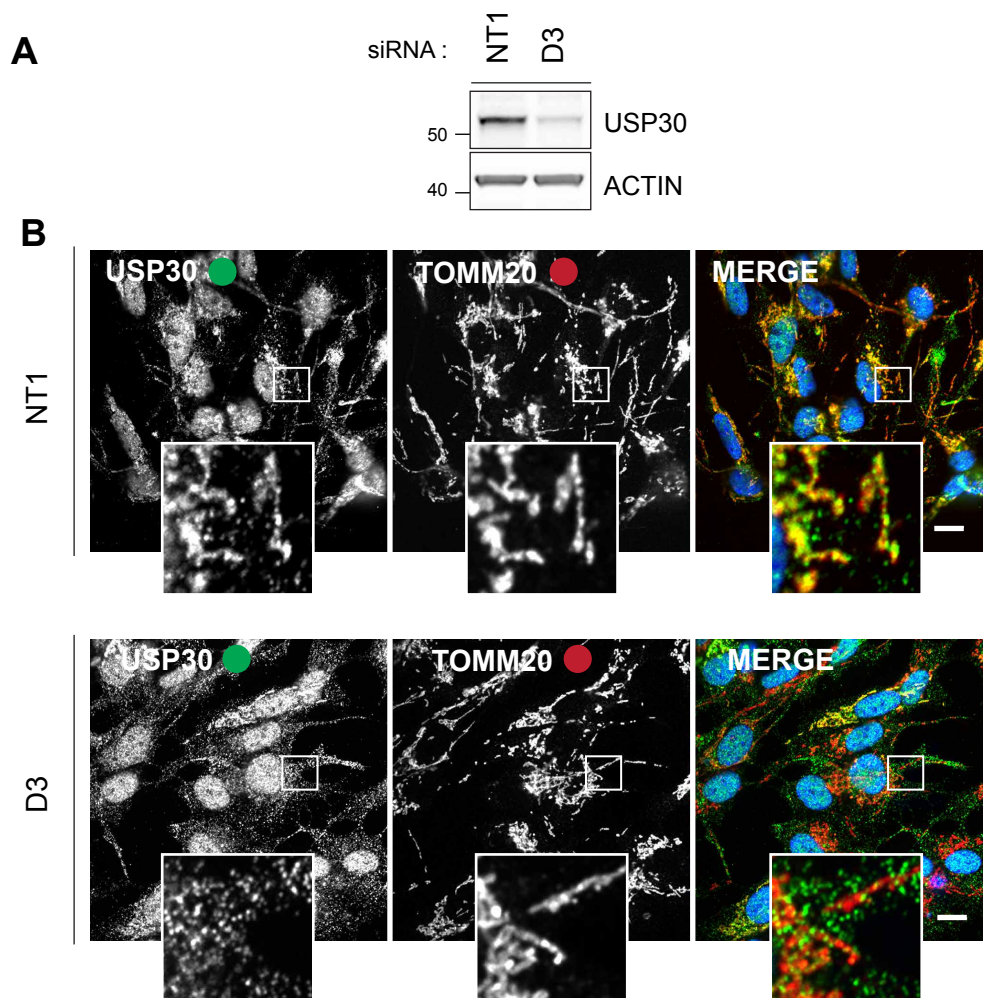 A
siRNA :
NT1
D3
50
USP30
40
ACTIN
B
NT1
USP30
TOMM20
MERGE
D3
USP30
TOMM20
MERGE